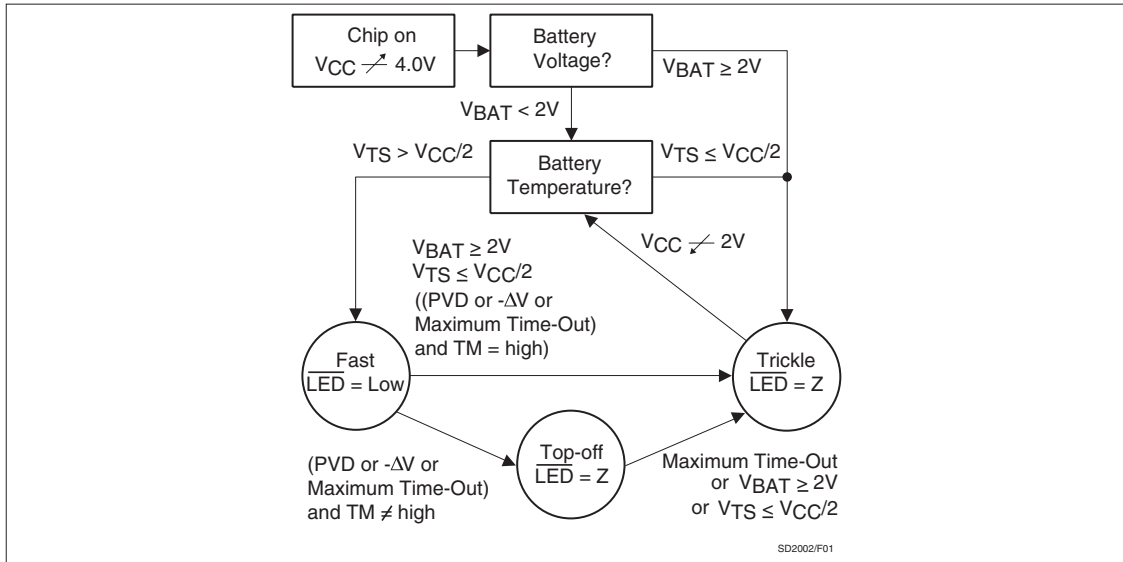 Chip on
VCC 4.0V
Battery
Voltage?
VBAT ≥ 2V
VBAT < 2V
VTS > VCC/2
Battery
Temperature?
VTS ≤ VCC/2
VCC 2V
VBAT ≥ 2V
VTS ≤ VCC/2
((PVD or -ΔV or
Maximum Time-Out)
and TM = high)
Fast
L̅E̅D̅ = Low
Trickle
L̅E̅D̅ = Z
Top-off
L̅E̅D̅ = Z
(PVD or -ΔV or
Maximum Time-Out)
and TM ≠ high
Maximum Time-Out
or VBAT ≥ 2V
or VTS ≤ VCC/2
SD2002/F01